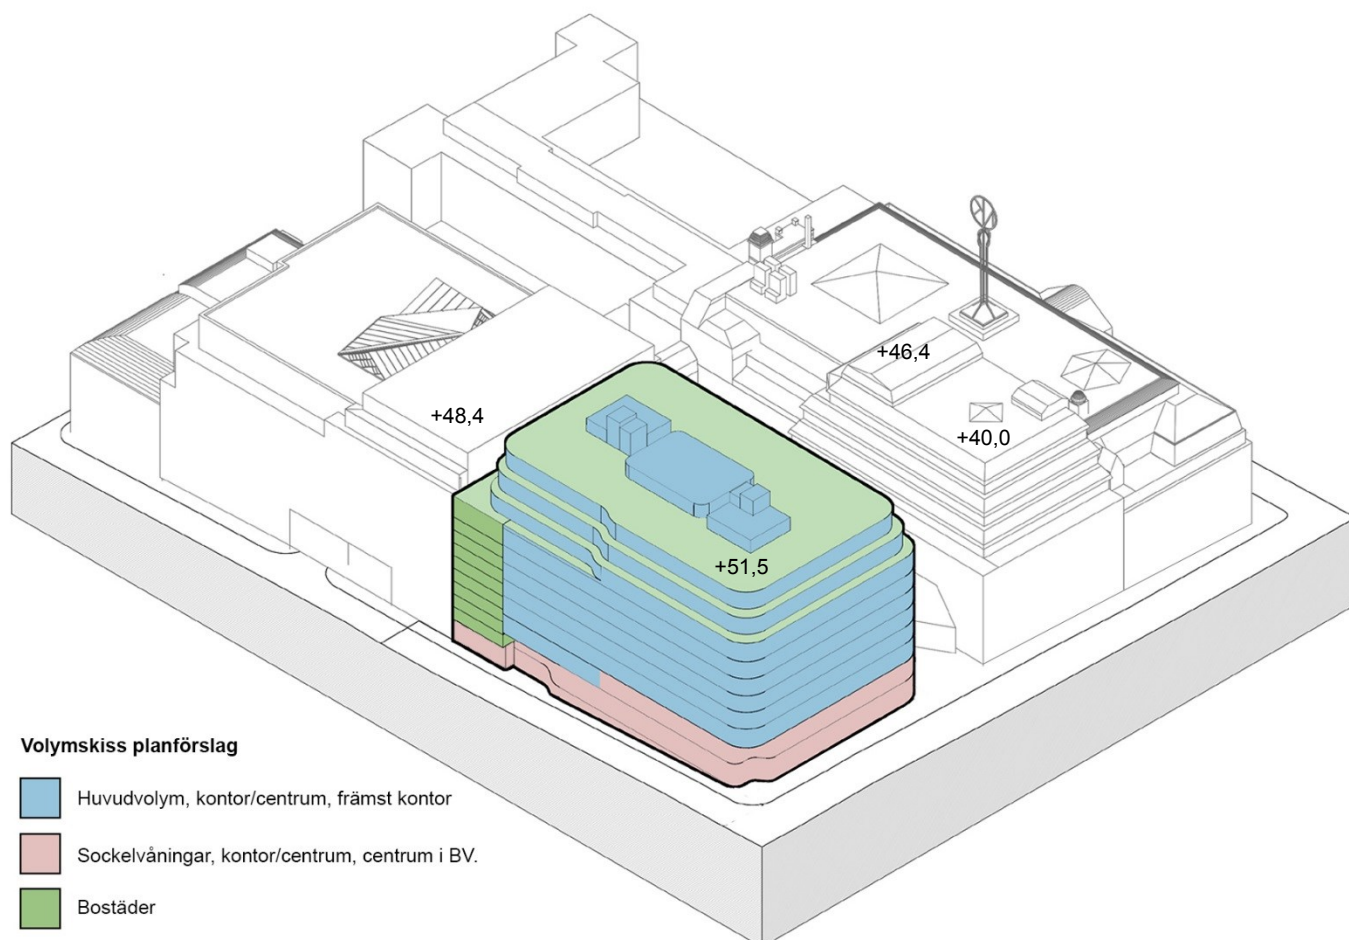 +46,4
+48,4
+40,0
+51,5
Volymskiss planförslag
Huvudvolym, kontor/centrum, främst kontor
Sockelvåningar, kontor/centrum, centrum i BV.
Bostäder